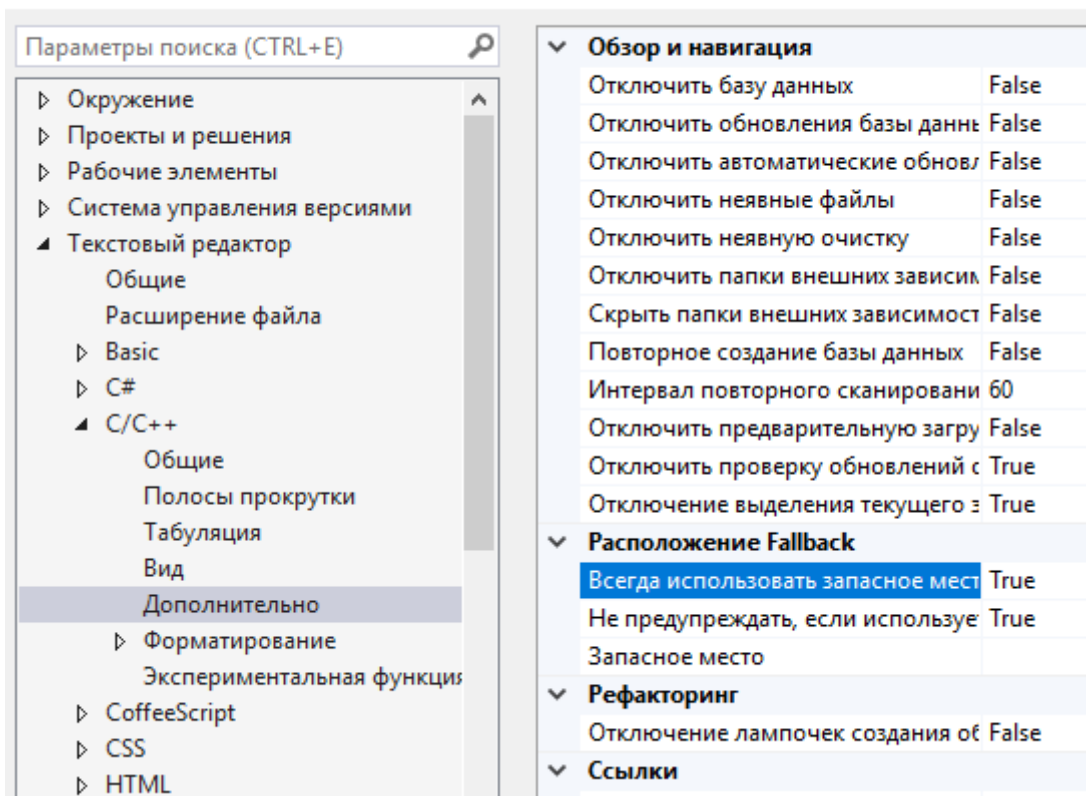 Параметры поиска (CTRL+E)
Окружение
Проекты и решения
Рабочие элементы
Система управления версиями
Текстовый редактор
Общие
Расширение файла
Basic
C#
C/C++
Общие
Полосы прокрутки
Табуляция
Вид
Дополнительно
Форматирование
Экспериментальная функция
CoffeeScript
CSS
HTML
Обзор и навигация
Отключить базу данных False
Отключить обновления базы данны False
Отключить автоматические обновл False
Отключить неявные файлы False
Отключить неявную очистку False
Отключить папки внешних зависим False
Скрыть папки внешних зависимост False
Повторное создание базы данных False
Интервал повторного сканировани 60
Отключить предварительную загру False
Отключить проверку обновлений с True
Отключение выделения текущего э True
Расположение Fallback
Всегда использовать запасное мест True
Не предупреждать, если используе True
Запасное место
Рефакторинг
Отключение лампочек создания об False
Ссылки